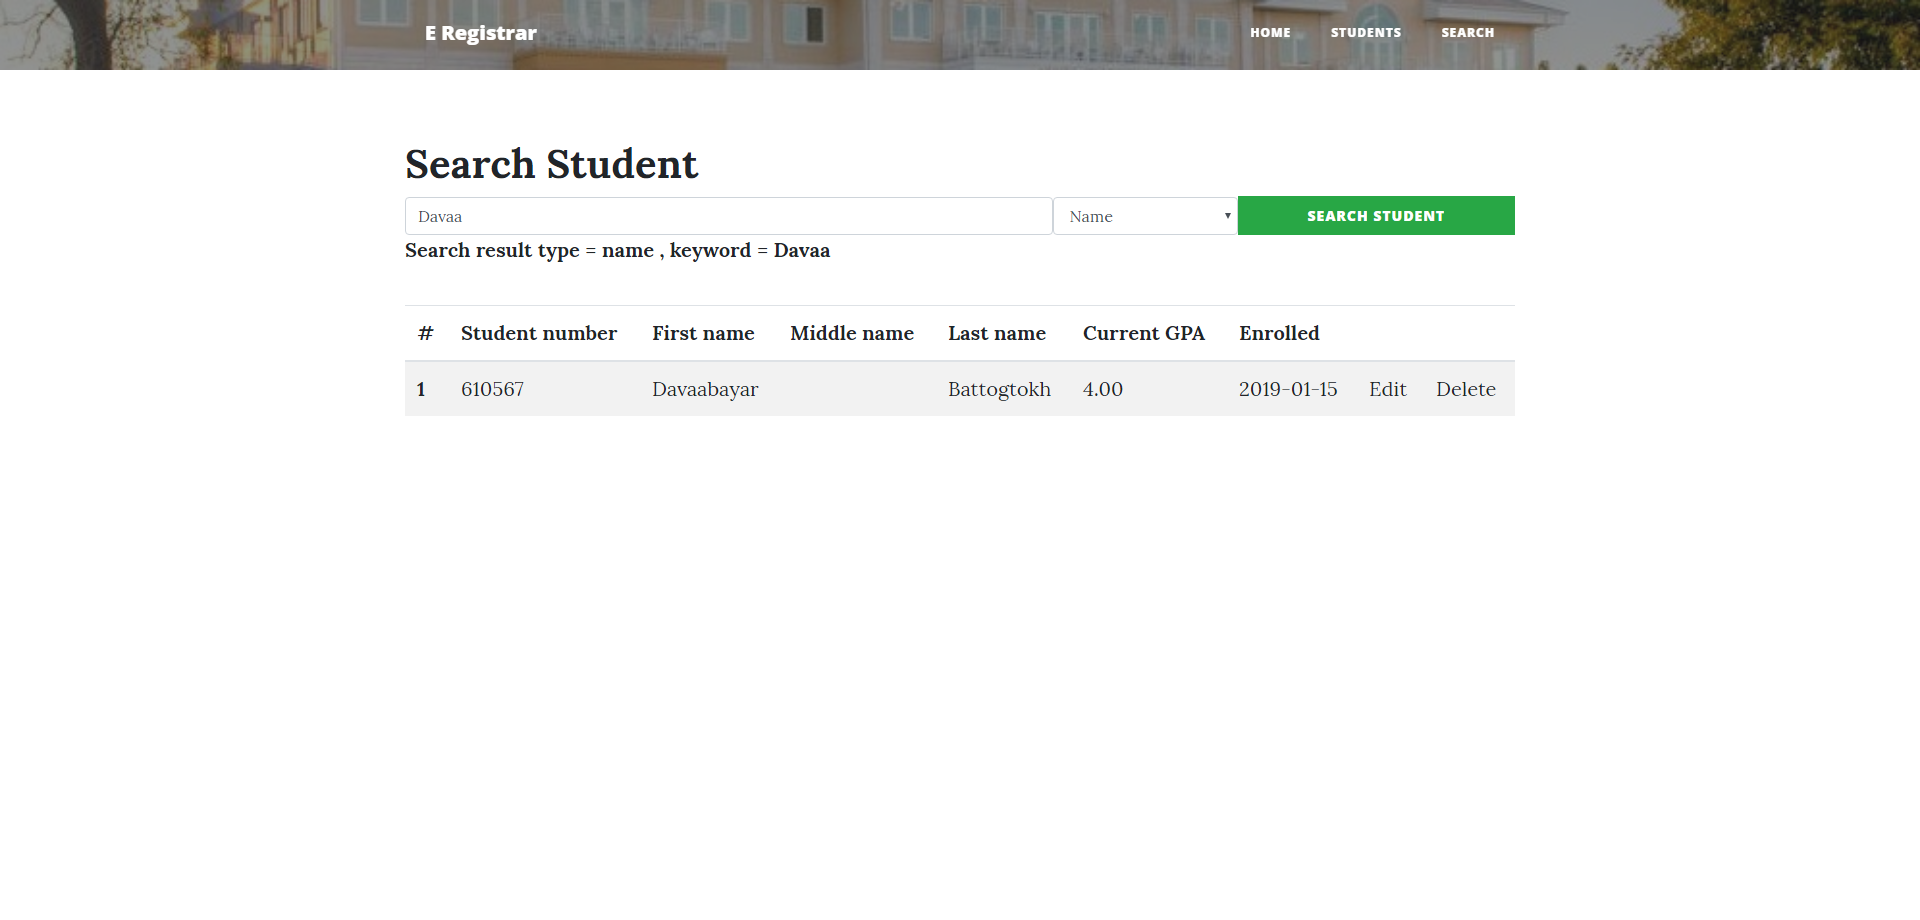 E Registrar HOME STUDENTS SEARCH
Search Student
Davaa Name SEARCH STUDENT
Search result type = name , keyword = Davaa
# Student number First name Middle name Last name Current GPA Enrolled
1 610567 Davaabayar Battogtokh 4.00 2019-01-15 Edit Delete